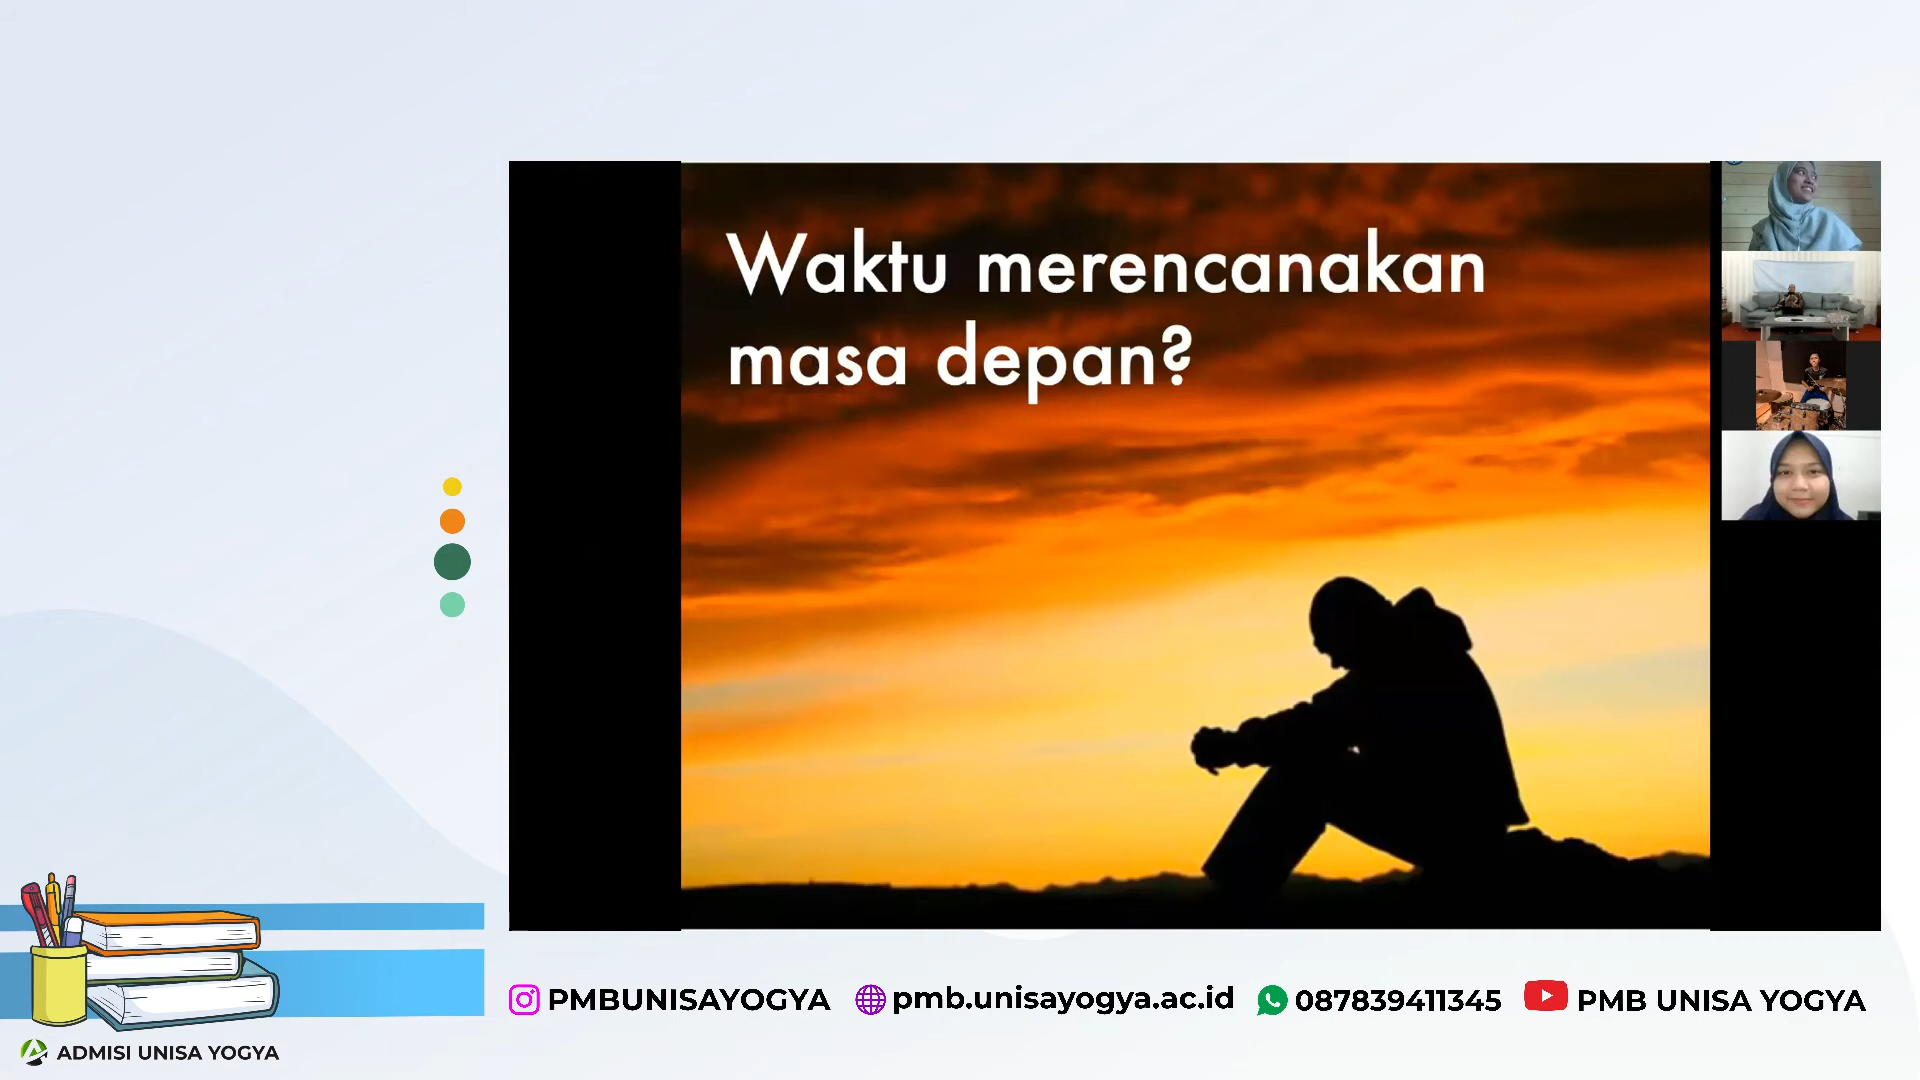 Waktu merencanakan
masa depan?
PMBUNISAYOGYA
pmb.unisayogya.ac.id
087839411345
PMB UNISA YOGYA
ADMISI UNISA YOGYA